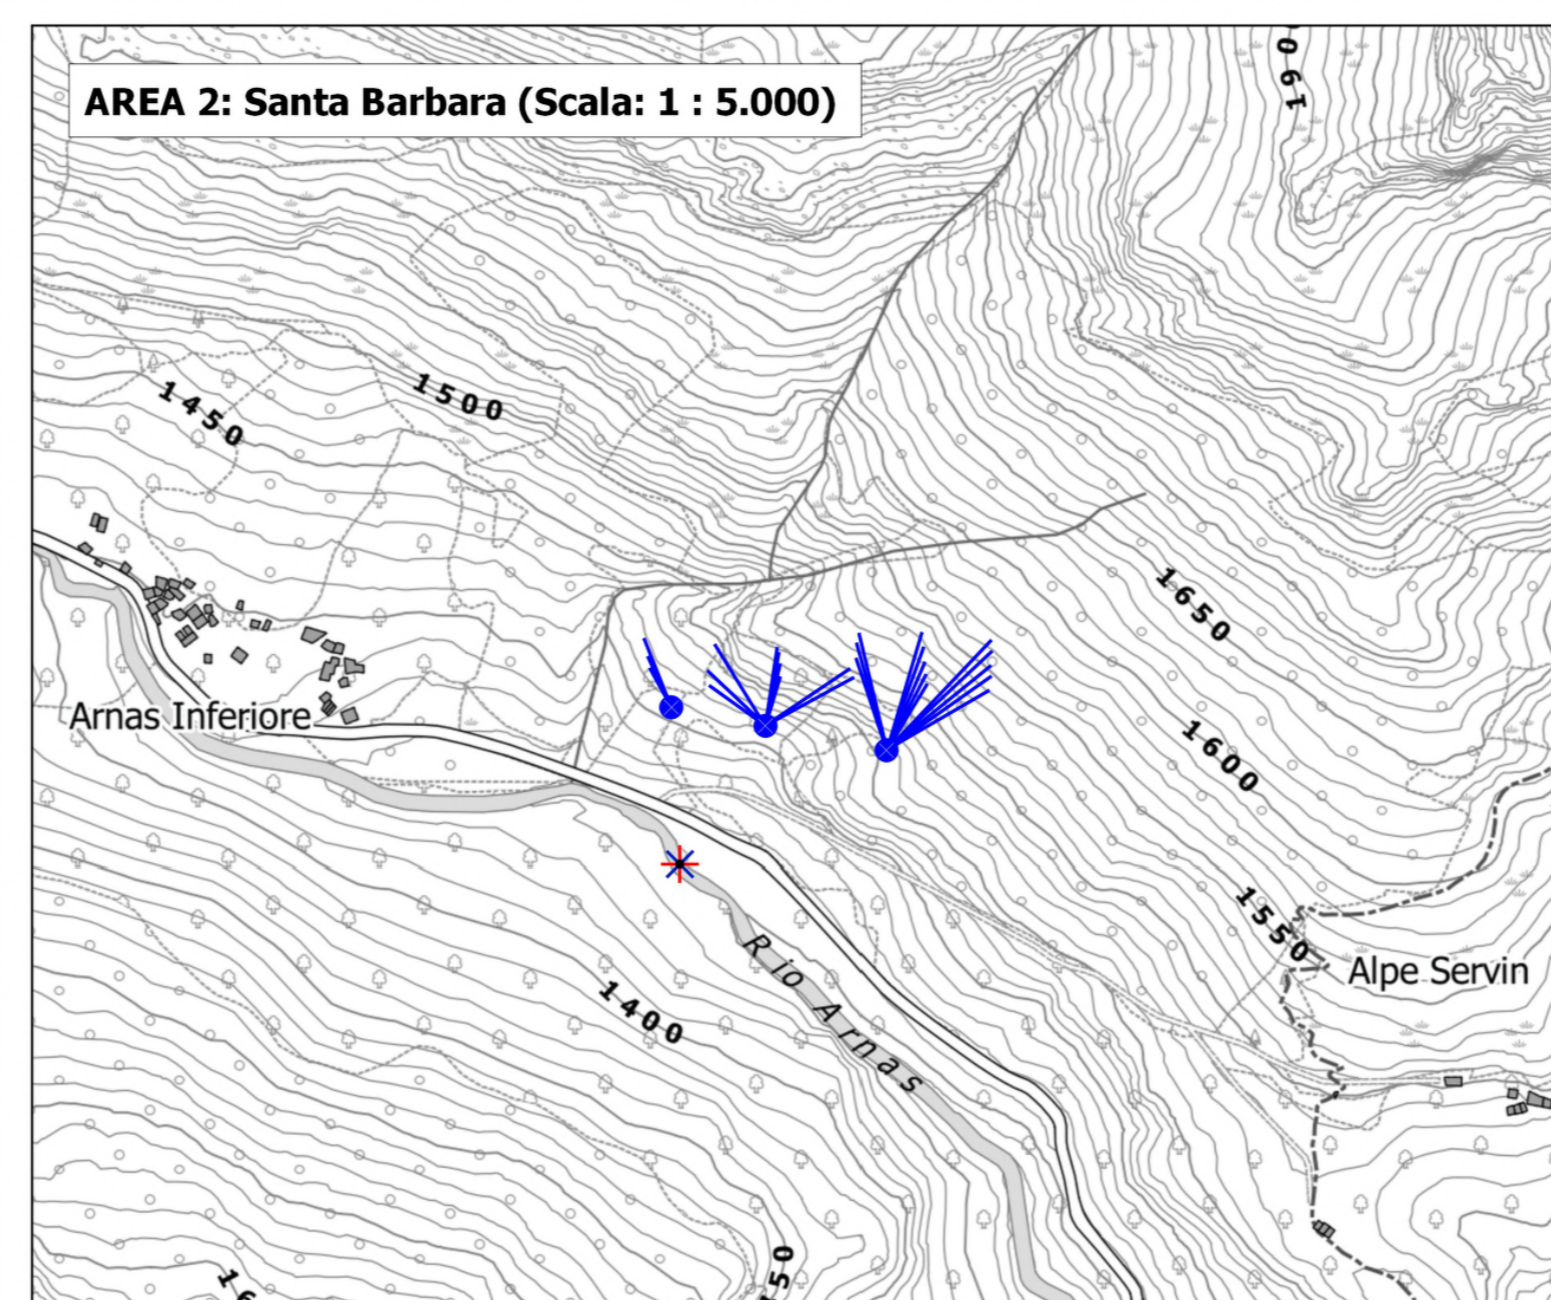 AREA 2: Santa Barbara (Scala: 1 : 5.000)
1450
1500
1650
Arnas Inferiore
1600
1550
Alpe Servin
Rio Arnas
1400